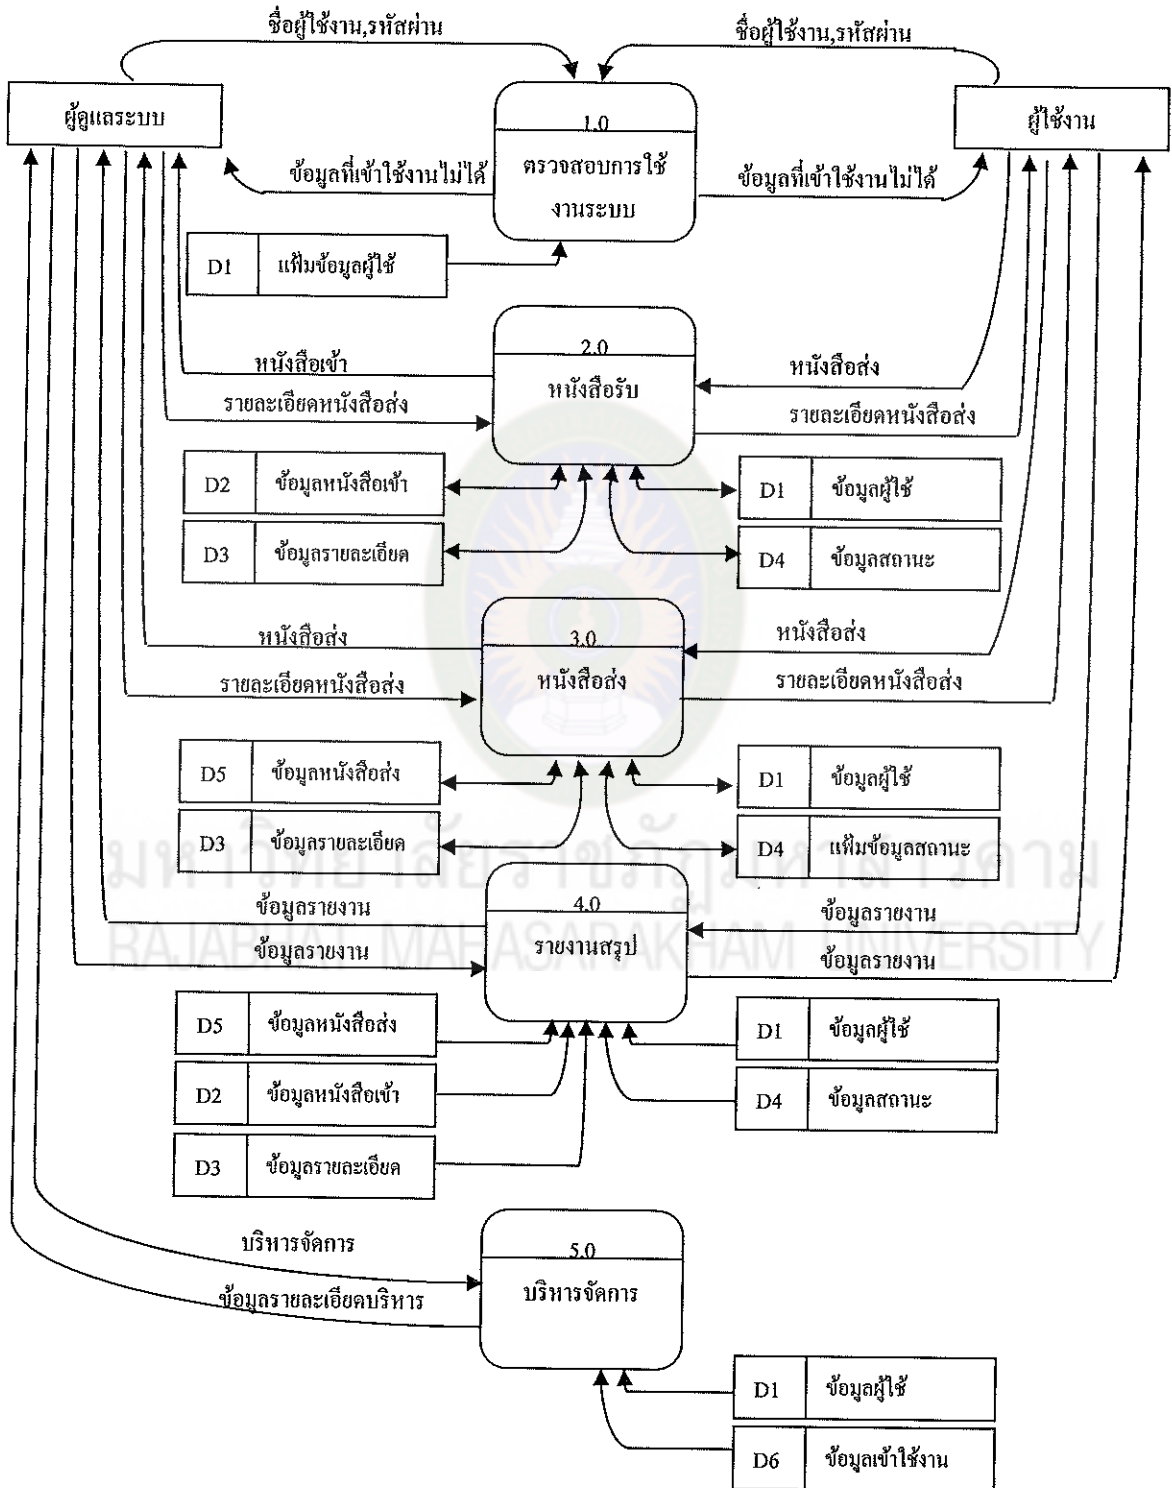 ชื่อผู้ใช้งาน,รหัสผ่าน
ชื่อผู้ใช้งาน,รหัสผ่าน
ผู้ดูแลระบบ
1.0
ตรวจสอบการใช้
งานระบบ
ผู้ใช้งาน
ข้อมูลที่เข้าใช้งานไม่ได้
ข้อมูลที่เข้าใช้งานไม่ได้
D1 แฟ้มข้อมูลผู้ใช้
2.0
หนังสือรับ
หนังสือเข้า
หนังสือส่ง
รายละเอียดหนังสือส่ง
รายละเอียดหนังสือส่ง
D2 ข้อมูลหนังสือเข้า
D1 ข้อมูลผู้ใช้
D3 ข้อมูลรายละเอียด
D4 ข้อมูลสถานะ
3.0
หนังสือส่ง
หนังสือส่ง
หนังสือส่ง
รายละเอียดหนังสือส่ง
รายละเอียดหนังสือส่ง
D5 ข้อมูลหนังสือส่ง
D1 ข้อมูลผู้ใช้
D3 ข้อมูลรายละเอียด
D4 แฟ้มข้อมูลสถานะ
มหาวิทยาลัยราชภัฏมหาสารคาม
RAJABHAT MAHASARAKHAM UNIVERSITY
4.0
รายงานสรุป
ข้อมูลรายงาน
ข้อมูลรายงาน
ข้อมูลรายงาน
ข้อมูลรายงาน
D5 ข้อมูลหนังสือส่ง
D1 ข้อมูลผู้ใช้
D2 ข้อมูลหนังสือเข้า
D4 ข้อมูลสถานะ
D3 ข้อมูลรายละเอียด
5.0
บริหารจัดการ
บริหารจัดการ
ข้อมูลรายละเอียดบริหาร
D1 ข้อมูลผู้ใช้
D6 ข้อมูลเข้าใช้งาน